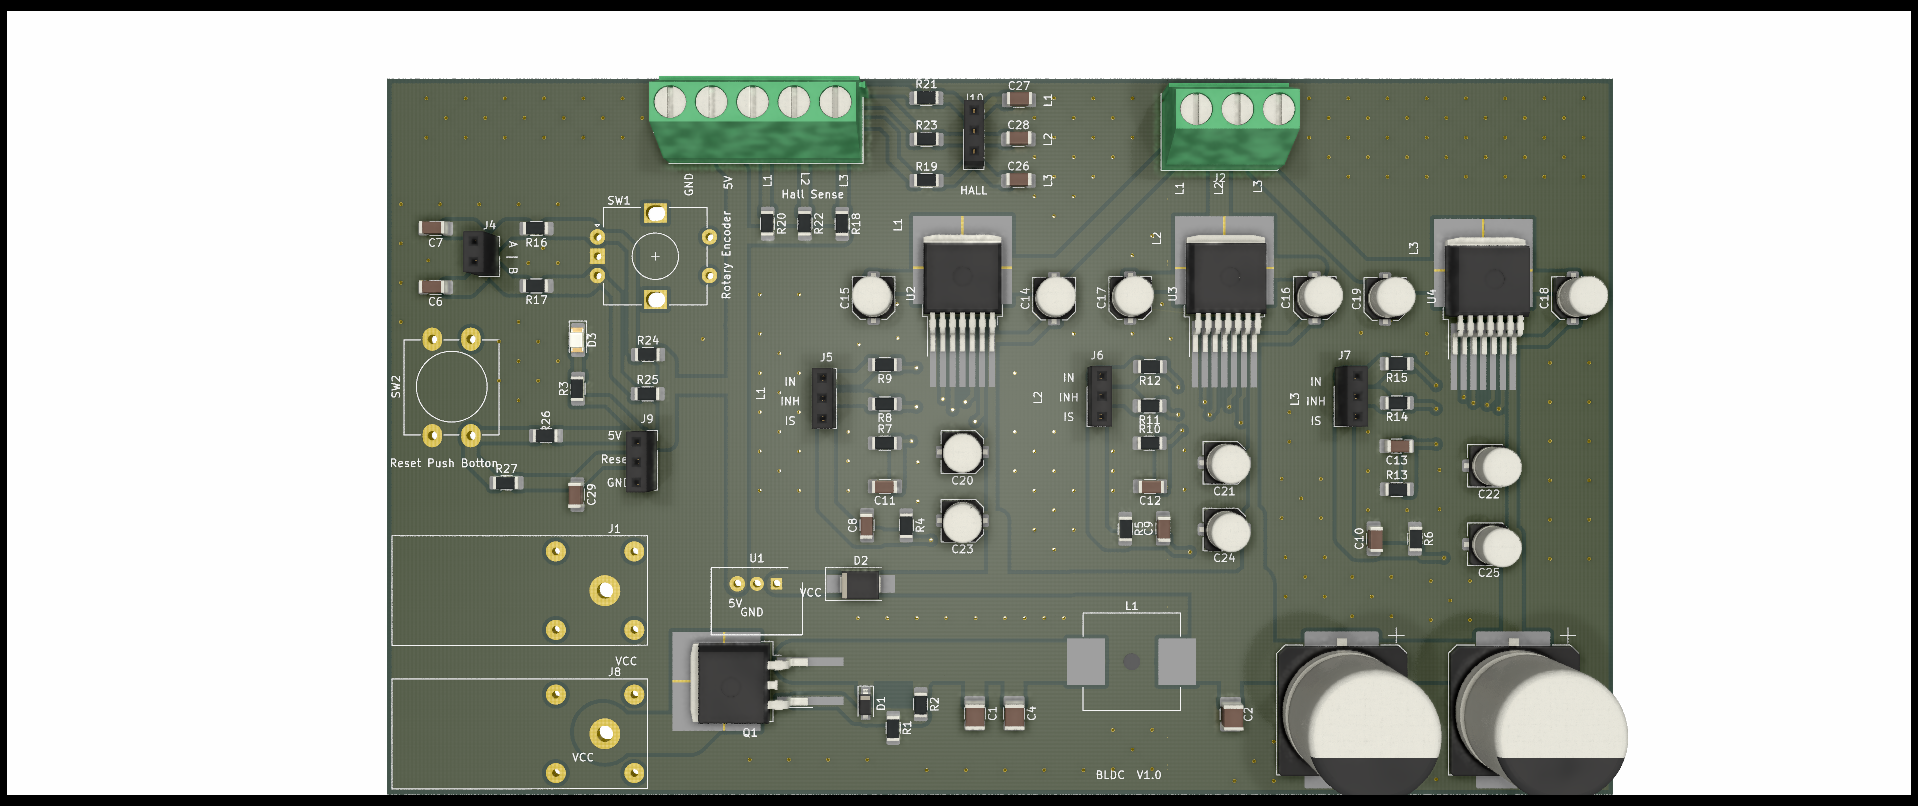 R21
J10
C27
L1
R23
C28
L2
R19
C26
L3
HALL
GND
5V
L1
L2
L3
Hall Sense
J2
L1
L2
L3
SW1
R20
R22
R18
Rotary Encoder
J4
C7
R16
A | B
C6
R17
L1
L2
L3
C15
U2
C14
C17
U3
C16
C19
U4
C18
D3
R24
R3
R25
SW2
J9
R26
5V
Rese
GND
Reset Push Botton
R27
C29
J5
IN
INH
IS
L1
R9
R8
R7
C11
C8
R4
C20
C23
J6
IN
INH
IS
L2
R12
R11
R10
C12
R5
C9
C21
C24
J7
IN
INH
IS
L3
R15
R14
C13
R13
C10
R6
C22
C25
J1
U1
5V
GND
D2
VCC
L1
VCC
J8
VCC
Q1
D1
R1
R2
C1
C4
C2
+
+
BLDC V1.0